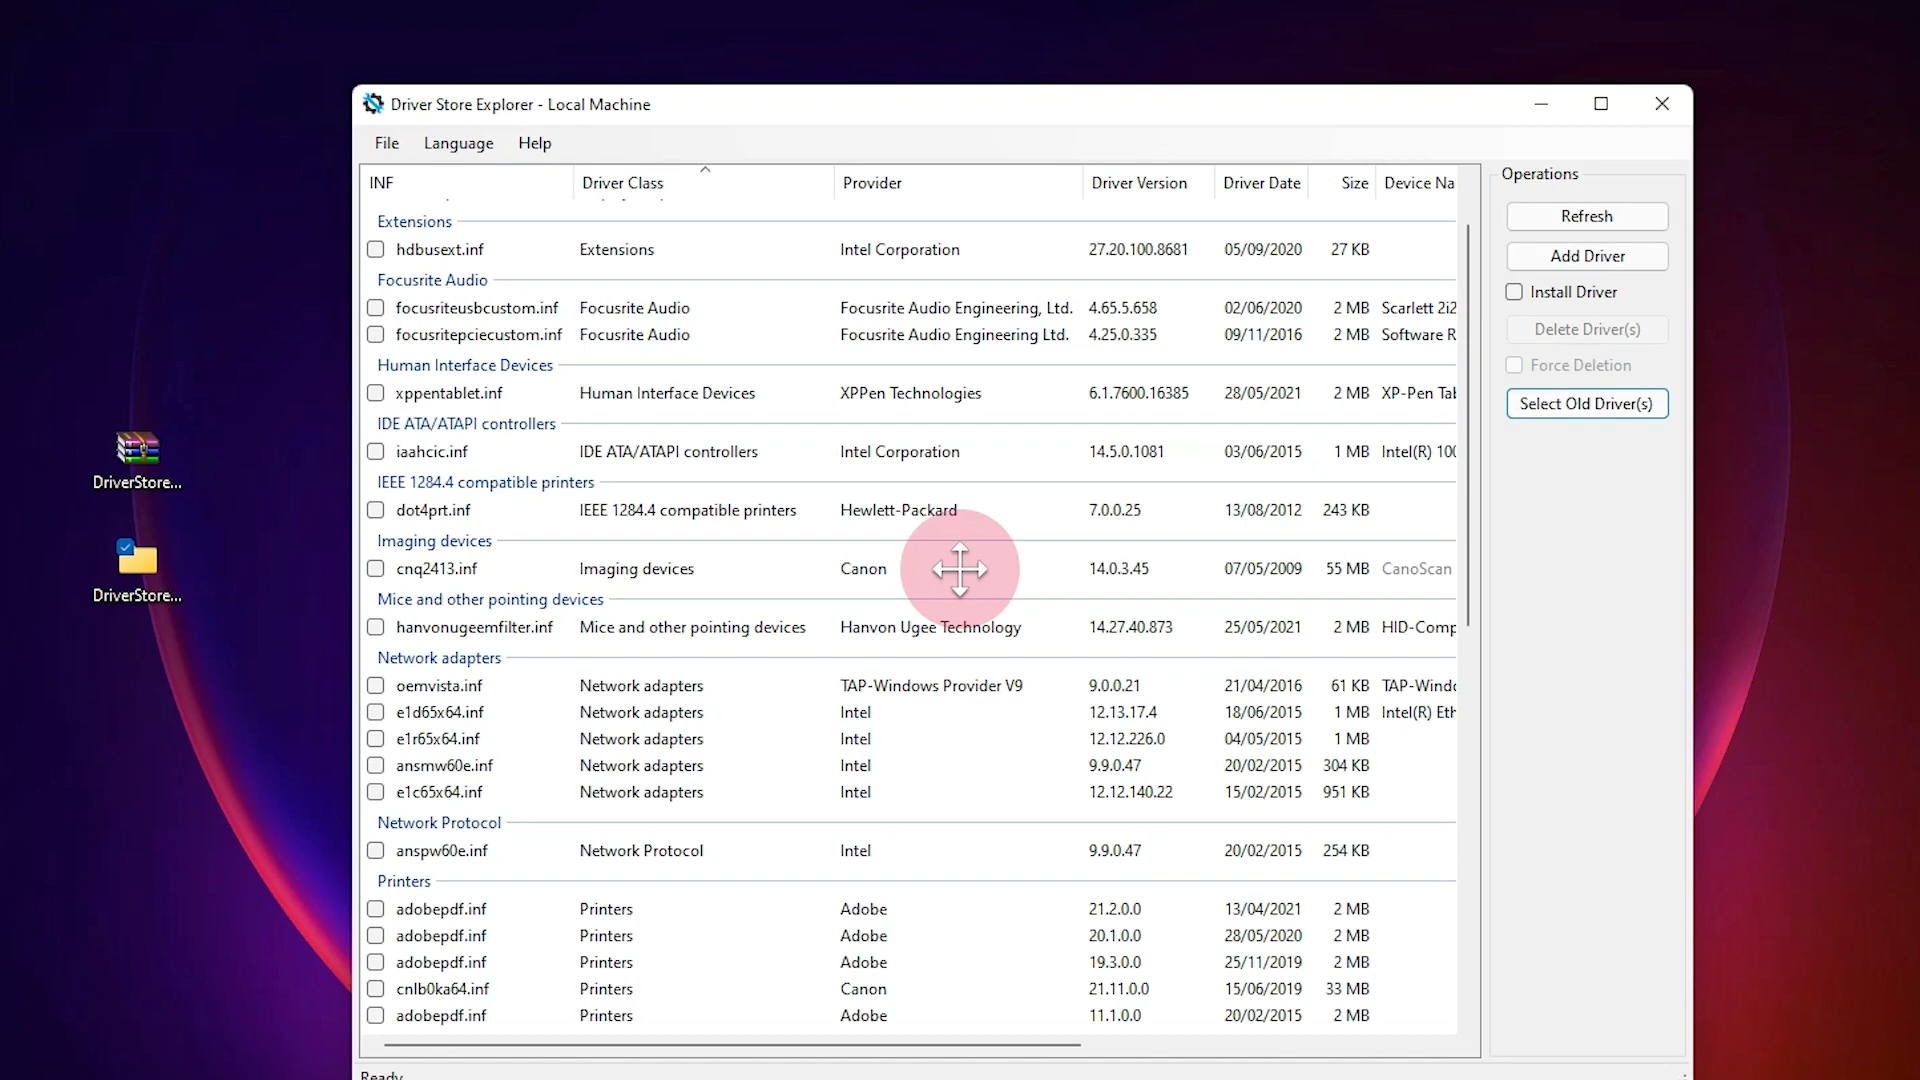 Driver Store Explorer - Local Machine
File Language Help
INF Driver Class Provider Driver Version Driver Date Size Device Na
Extensions
hdbusext.inf Extensions Intel Corporation 27.20.100.8681 05/09/2020 27 KB
Focusrite Audio
focusriteusbcustom.inf Focusrite Audio Focusrite Audio Engineering, Ltd. 4.65.5.658 02/06/2020 2 MB Scarlett 2i2
focusritepciecustom.inf Focusrite Audio Focusrite Audio Engineering Ltd. 4.25.0.335 09/11/2016 2 MB Software R
Human Interface Devices
xppentablet.inf Human Interface Devices XPPen Technologies 6.1.7600.16385 28/05/2021 2 MB XP-Pen Tab
IDE ATA/ATAPI controllers
iaahcic.inf IDE ATA/ATAPI controllers Intel Corporation 14.5.0.1081 03/06/2015 1 MB Intel(R) 100
IEEE 1284.4 compatible printers
dot4prt.inf IEEE 1284.4 compatible printers Hewlett-Packard 7.0.0.25 13/08/2012 243 KB
Imaging devices
cnq2413.inf Imaging devices Canon 14.0.3.45 07/05/2009 55 MB CanoScan
Mice and other pointing devices
hanvonugeemfilter.inf Mice and other pointing devices Hanvon Ugee Technology 14.27.40.873 25/05/2021 2 MB HID-Comp
Network adapters
oemvista.inf Network adapters TAP-Windows Provider V9 9.0.0.21 21/04/2016 61 KB TAP-Windo
e1d65x64.inf Network adapters Intel 12.13.17.4 18/06/2015 1 MB Intel(R) Eth
e1r65x64.inf Network adapters Intel 12.12.226.0 04/05/2015 1 MB
ansmw60e.inf Network adapters Intel 9.9.0.47 20/02/2015 304 KB
e1c65x64.inf Network adapters Intel 12.12.140.22 15/02/2015 951 KB
Network Protocol
anspw60e.inf Network Protocol Intel 9.9.0.47 20/02/2015 254 KB
Printers
adobepdf.inf Printers Adobe 21.2.0.0 13/04/2021 2 MB
adobepdf.inf Printers Adobe 20.1.0.0 28/05/2020 2 MB
adobepdf.inf Printers Adobe 19.3.0.0 25/11/2019 2 MB
cnlb0ka64.inf Printers Canon 21.11.0.0 15/06/2019 33 MB
adobepdf.inf Printers Adobe 11.1.0.0 20/02/2015 2 MB
Ready
Operations
Refresh
Add Driver
Install Driver
Delete Driver(s)
Force Deletion
Select Old Driver(s)
DriverStore...
DriverStore...